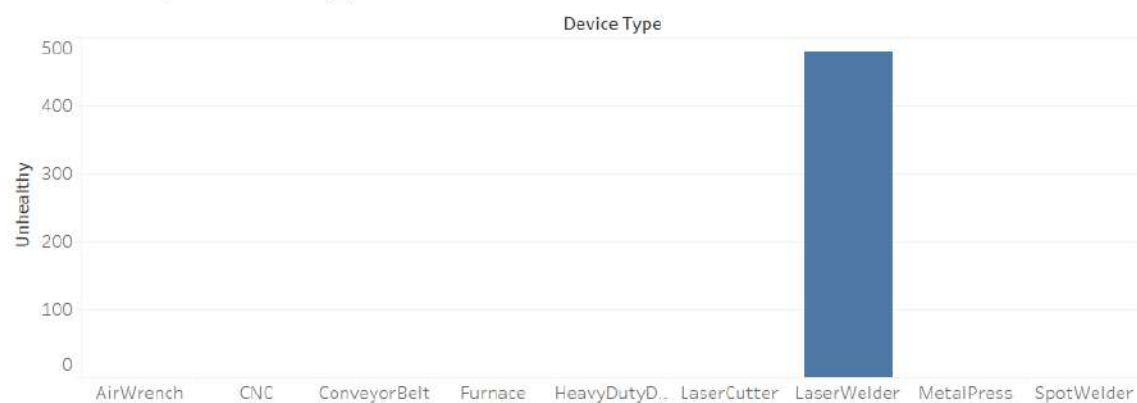 Device Type
500
400
300
200
100
0
Unhealthy
AirWrench CNC ConveyorBelt Furnace HeavyDutyD.. LaserCutter LaserWelder MetalPress SpotWelder